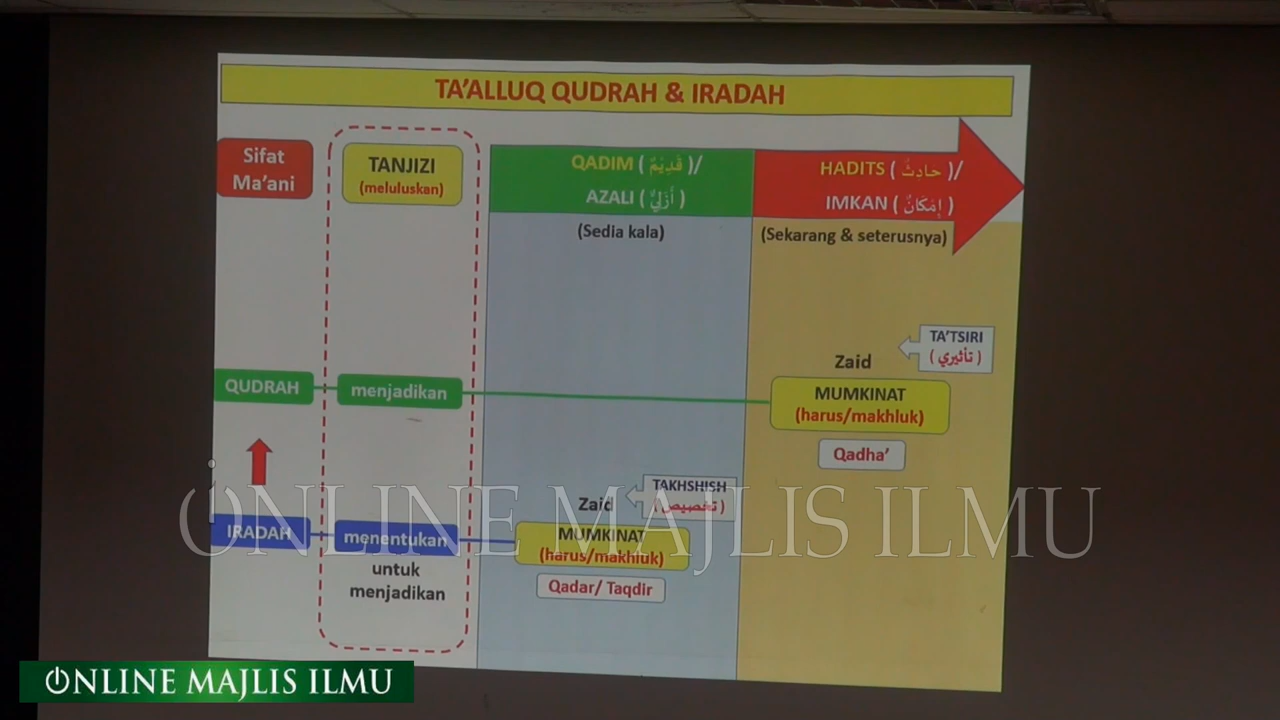 TA'ALLUQ QUDRAH & IRADAH
Sifat
Ma'ani
TANJIZI
(meluluskan)
QADIM ( قَدِيْمٌ )/
AZALI ( أَزَلِيٌّ )
(Sedia kala)
HADITS ( حَادِثٌ )/
IMKAN ( إِمْكَانٌ )
(Sekarang & seterusnya)
TA'TSIRI
( تأثيري )
Zaid
QUDRAH
menjadikan
MUMKINAT
(harus/makhluk)
Qadha'
TAKHSHISH
( تخصيص )
Zaid
IRADAH
menentukan
untuk
menjadikan
MUMKINAT
(harus/makhluk)
Qadar/ Taqdir
ONLINE MAJLIS ILMU
ONLINE MAJLIS ILMU